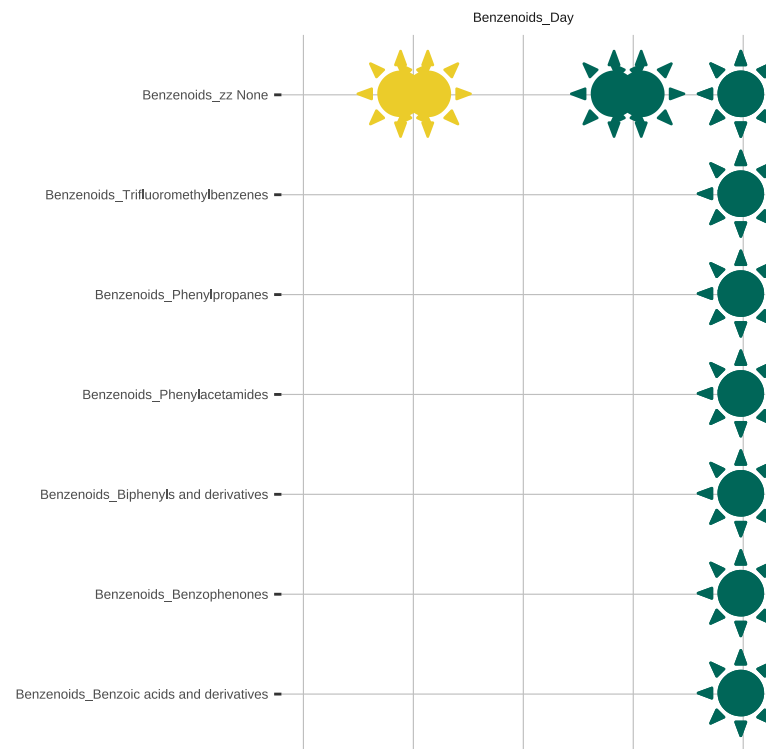 Benzenoids_Day
Benzenoids_zz None
Benzenoids_Trifluoromethylbenzenes
Benzenoids_Phenylpropanes
Benzenoids_Phenylacetamides
Benzenoids_Biphenyls and derivatives
Benzenoids_Benzophenones
Benzenoids_Benzoic acids and derivatives